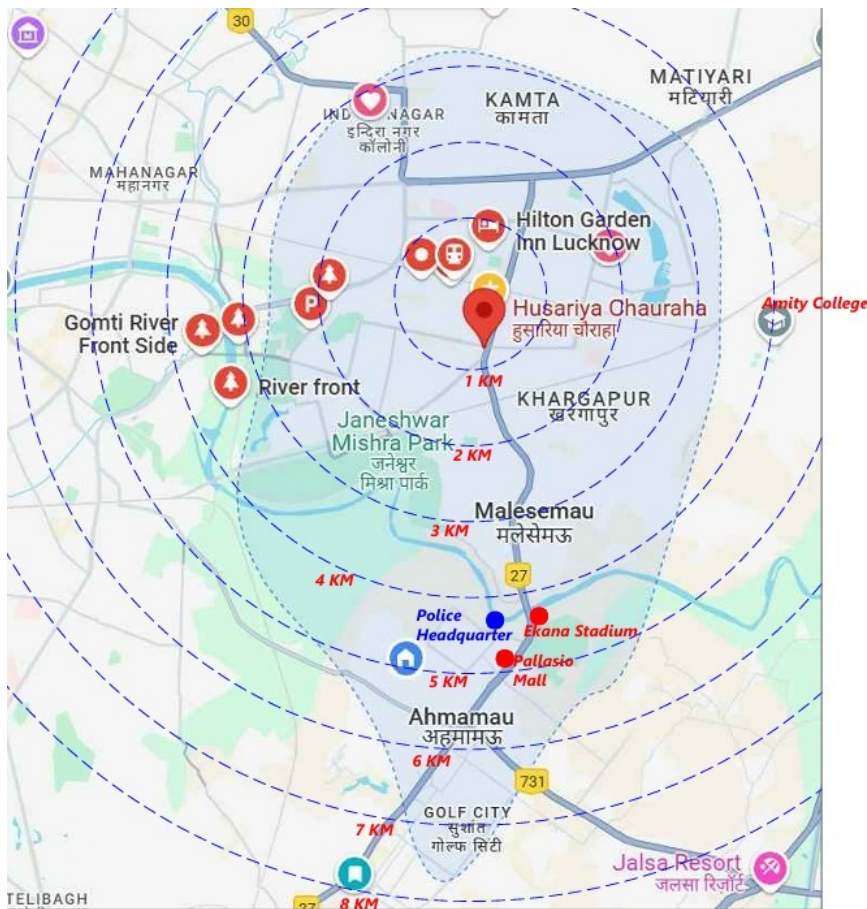 30
MATIYARI
मटियारी
KAMTA
कामता
इन्दिरा नगर
कॉलोनी
MAHANAGAR
महानगर
Hilton Garden
Inn Lucknow
Husariya Chauraha
हुसारिया चौराहा
Amity College
Gomti River
Front Side
P
River front
1 KM
KHARGAPUR
खरगापुर
Janeshwar
Mishra Park
जनेश्वर
मिश्रा पार्क
2 KM
Malesemau
मलेसेमऊ
3 KM
4 KM
27
Police
Headquarter
Ekana Stadium
Pallasio
Mall
5 KM
Ahmamau
अहमामऊ
6 KM
731
GOLF CITY
सुशांत
गोल्फ सिटी
7 KM
Jalsa Resort
जलसा रिज़ॉर्ट
TELIBAGH
27
8 KM